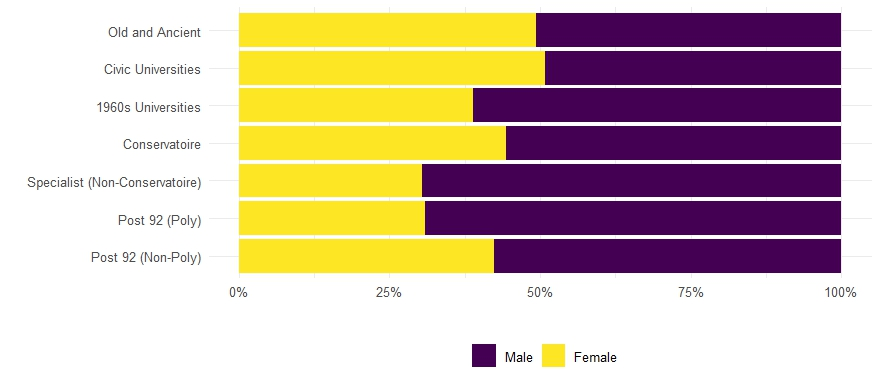 Old and Ancient
Civic Universities
1960s Universities
Conservatoire
Specialist (Non-Conservatoire)
Post 92 (Poly)
Post 92 (Non-Poly)
0% 25% 50% 75% 100%
Male Female